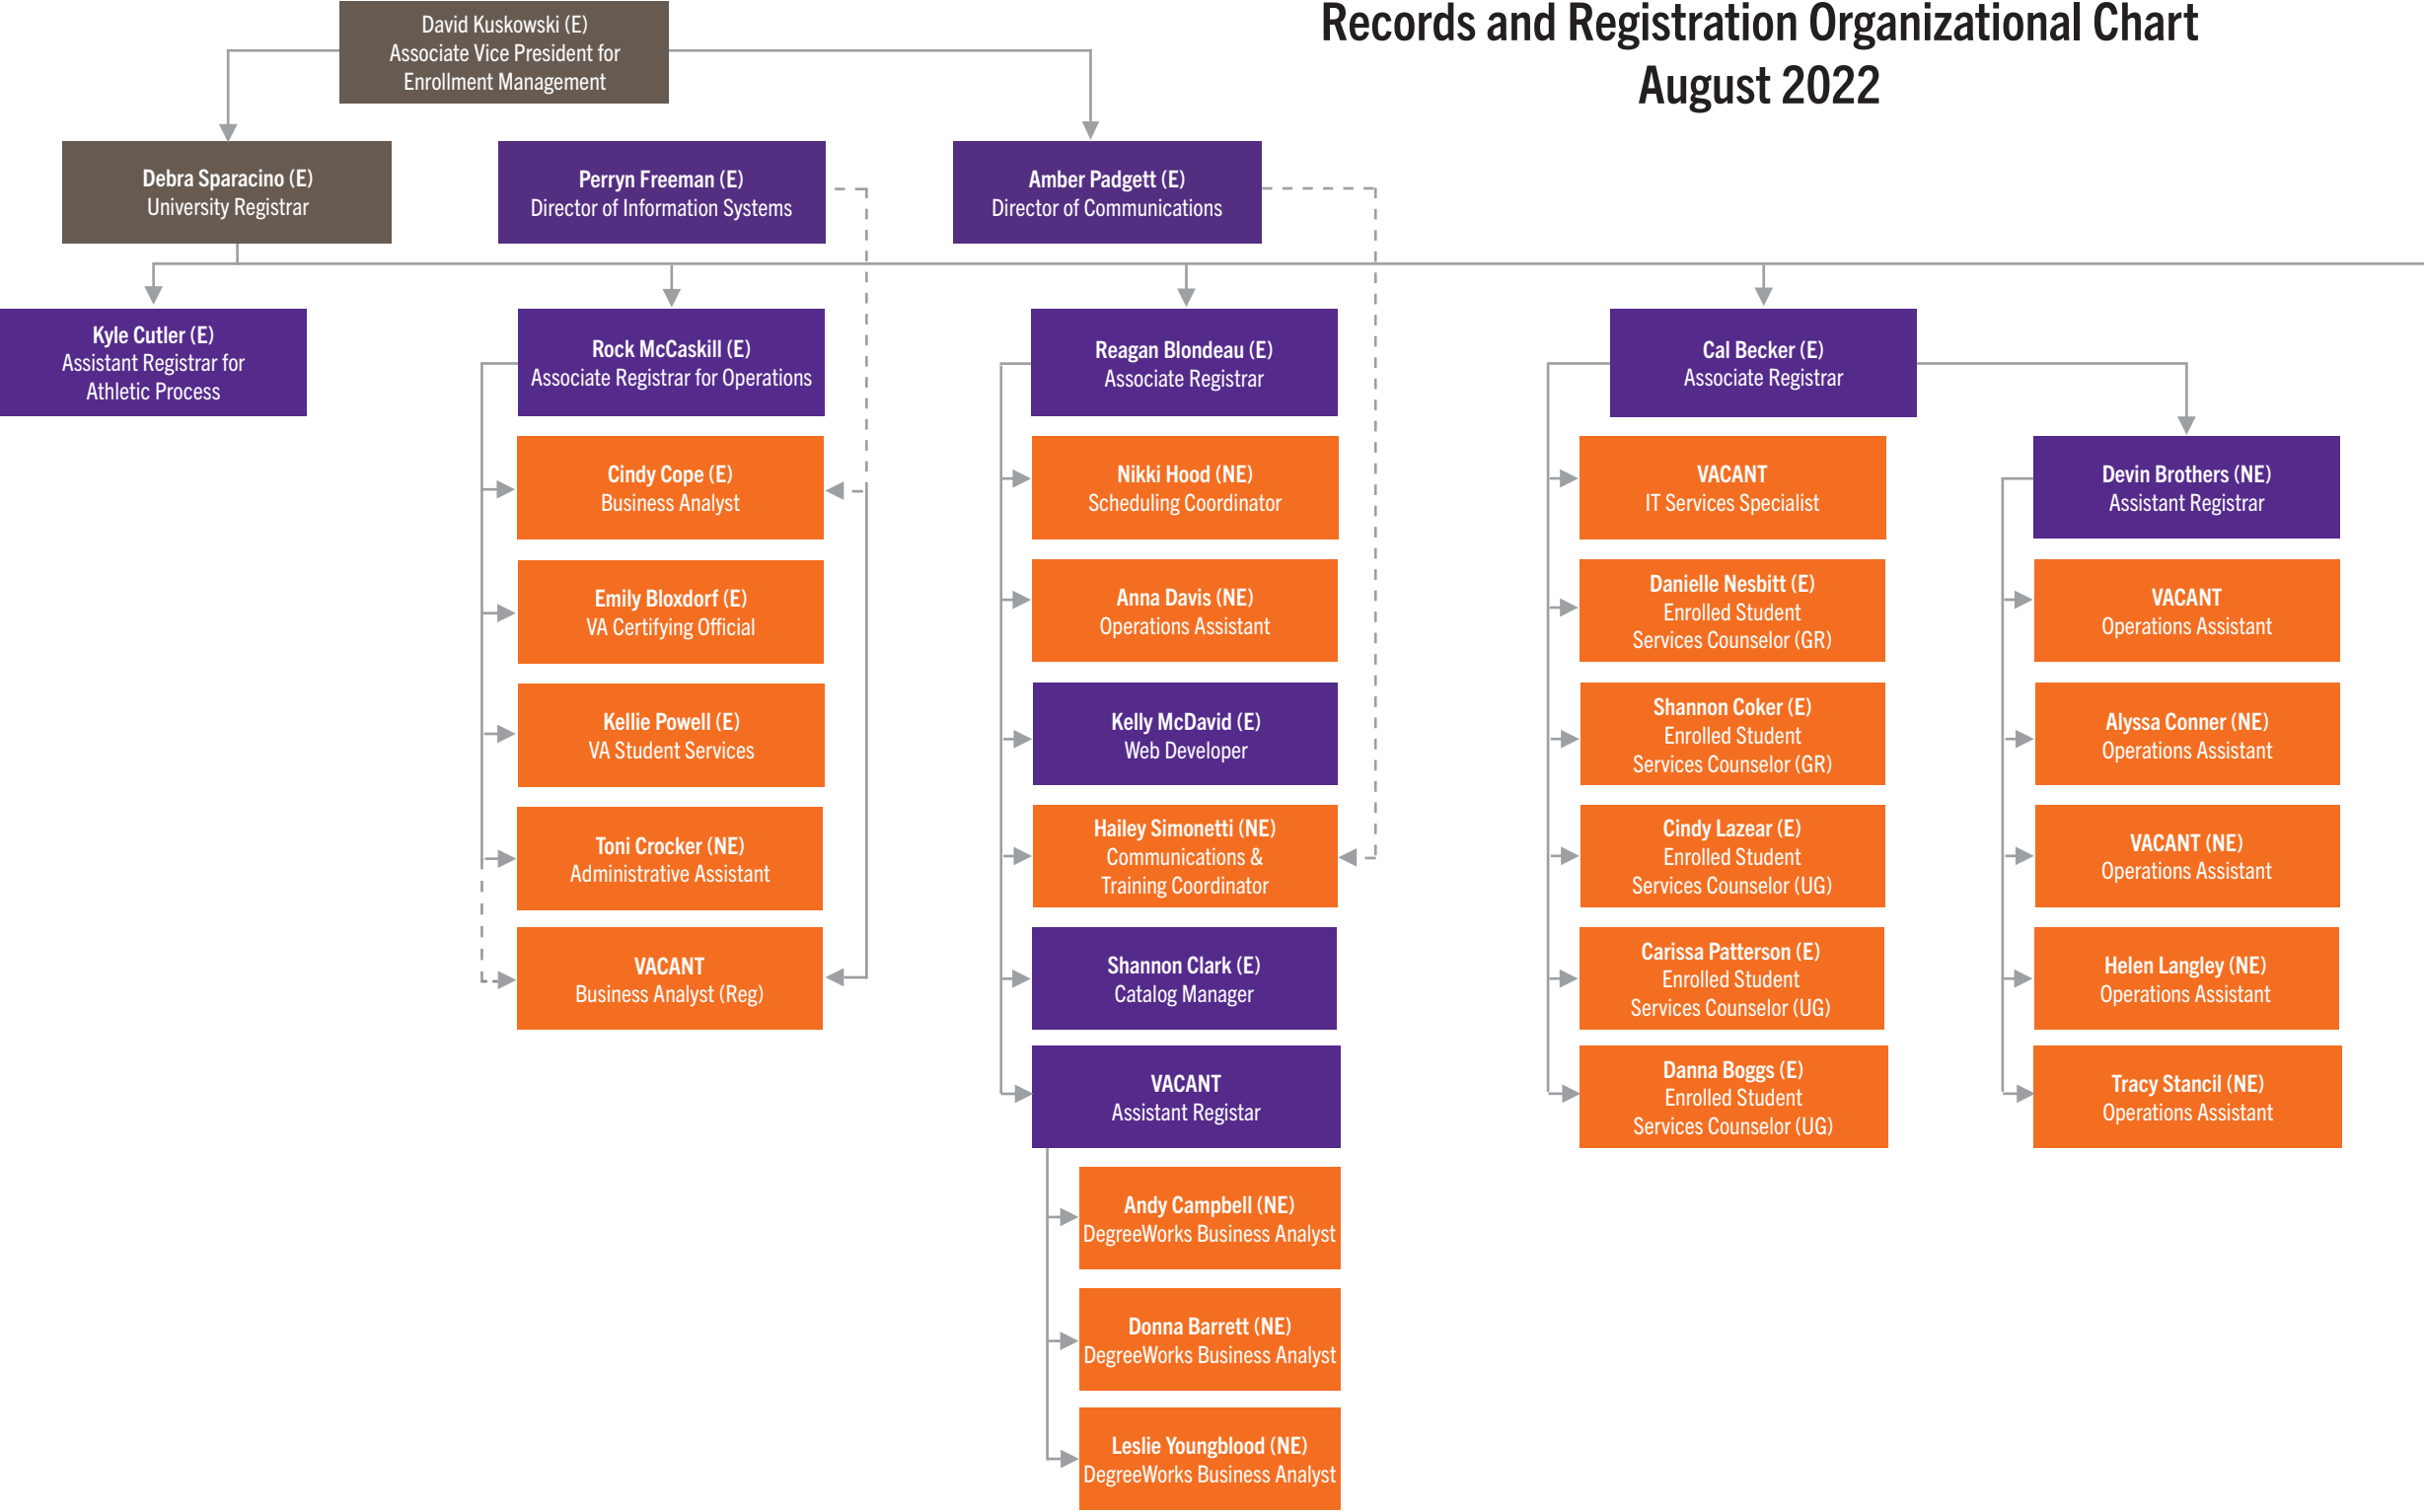 Records and Registration Organizational Chart
August 2022
David Kuskowski (E)
Associate Vice President for
Enrollment Management
Debra Sparacino (E)
University Registrar
Perryn Freeman (E)
Director of Information Systems
Amber Padgett (E)
Director of Communications
Kyle Cutler (E)
Assistant Registrar for
Athletic Process
Rock McCaskill (E)
Associate Registrar for Operations
Cindy Cope (E)
Business Analyst
Emily Bloxdorf (E)
VA Certifying Official
Kellie Powell (E)
VA Student Services
Toni Crocker (NE)
Administrative Assistant
VACANT
Business Analyst (Reg)
Reagan Blondeau (E)
Associate Registrar
Nikki Hood (NE)
Scheduling Coordinator
Anna Davis (NE)
Operations Assistant
Kelly McDavid (E)
Web Developer
Hailey Simonetti (NE)
Communications &
Training Coordinator
Shannon Clark (E)
Catalog Manager
VACANT
Assistant Registar
Andy Campbell (NE)
DegreeWorks Business Analyst
Donna Barrett (NE)
DegreeWorks Business Analyst
Leslie Youngblood (NE)
DegreeWorks Business Analyst
Cal Becker (E)
Associate Registrar
VACANT
IT Services Specialist
Danielle Nesbitt (E)
Enrolled Student
Services Counselor (GR)
Shannon Coker (E)
Enrolled Student
Services Counselor (GR)
Cindy Lazear (E)
Enrolled Student
Services Counselor (UG)
Carissa Patterson (E)
Enrolled Student
Services Counselor (UG)
Danna Boggs (E)
Enrolled Student
Services Counselor (UG)
Devin Brothers (NE)
Assistant Registrar
VACANT
Operations Assistant
Alyssa Conner (NE)
Operations Assistant
VACANT (NE)
Operations Assistant
Helen Langley (NE)
Operations Assistant
Tracy Stancil (NE)
Operations Assistant